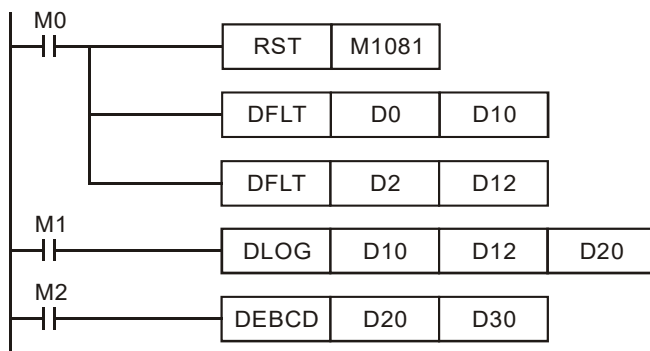 M0
RST M1081
DFLT D0 D10
DFLT D2 D12
M1
DLOG D10 D12 D20
M2
DEBCD D20 D30